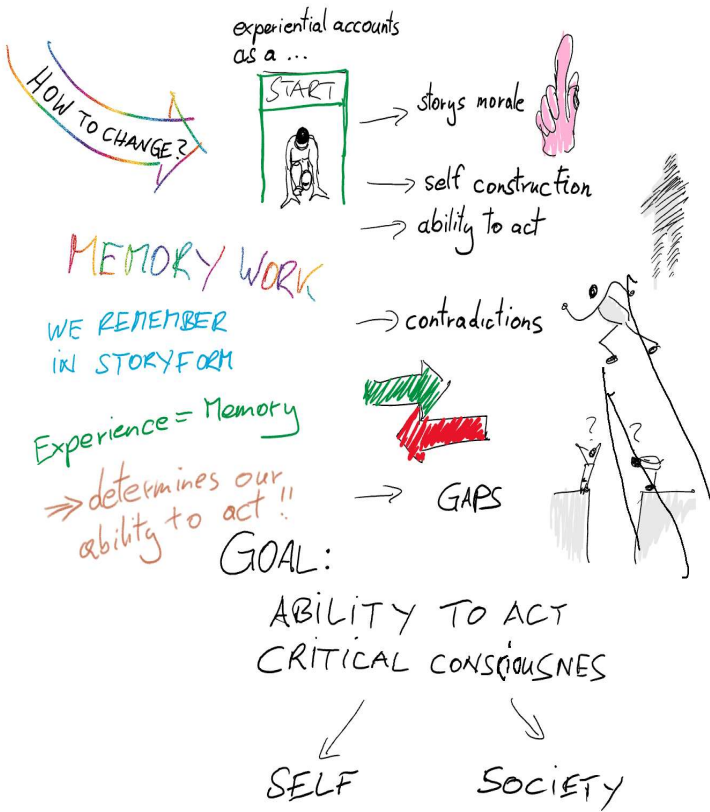 experiential accounts
as a ...
HOW TO CHANGE?
START
→ storys morale
→ self construction
→ ability to act
MEMORY WORK
WE REMEMBER
IN STORYFORM
→ contradictions
Experience = Memory
⇒ determines our
ability to act !!
→ GAPS
? ?
GOAL:
ABILITY TO ACT
CRITICAL CONSCIOUSNES
SELF SOCIETY